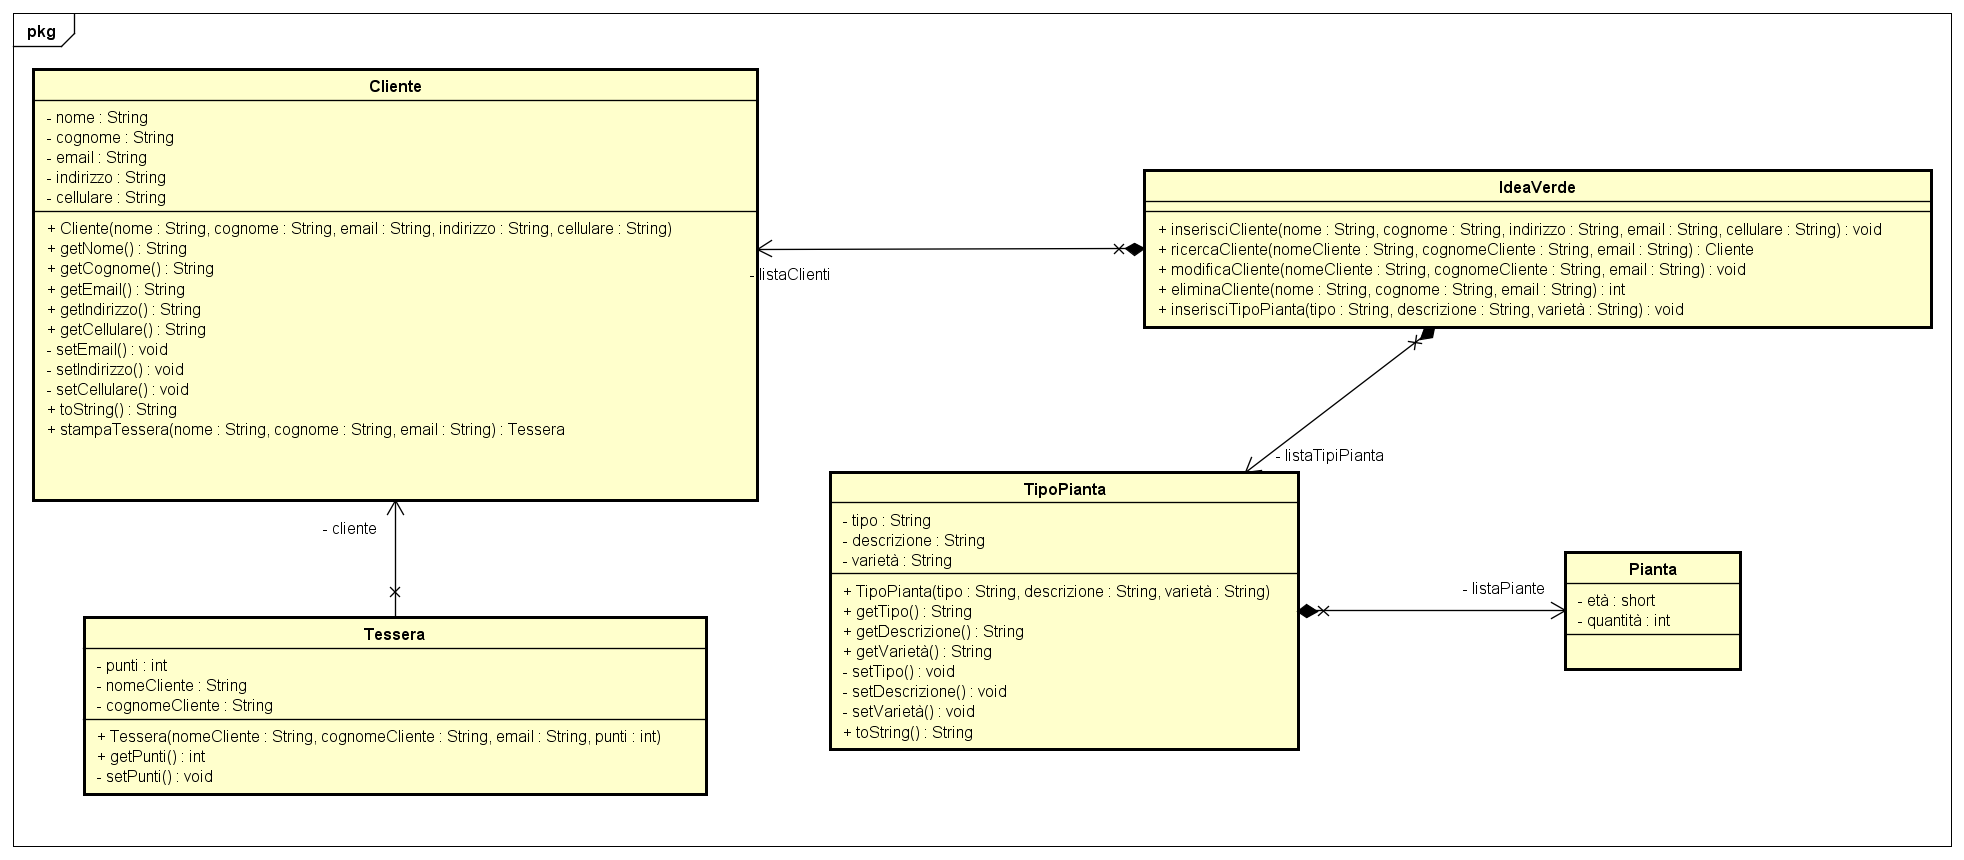 pkg
Cliente
- nome : String
- cognome : String
- email : String
- indirizzo : String
- cellulare : String
+ Cliente(nome : String, cognome : String, email : String, indirizzo : String, cellulare : String)
+ getNome() : String
+ getCognome() : String
+ getEmail() : String
+ getIndirizzo() : String
+ getCellulare() : String
- setEmail() : void
- setIndirizzo() : void
- setCellulare() : void
+ toString() : String
+ stampaTessera(nome : String, cognome : String, email : String) : Tessera
- listaClienti
IdeaVerde
+ inserisciCliente(nome : String, cognome : String, indirizzo : String, email : String, cellulare : String) : void
+ ricercaCliente(nomeCliente : String, cognomeCliente : String, email : String) : Cliente
+ modificaCliente(nomeCliente : String, cognomeCliente : String, email : String) : void
+ eliminaCliente(nome : String, cognome : String, email : String) : int
+ inserisciTipoPianta(tipo : String, descrizione : String, varietà : String) : void
- listaTipiPianta
- cliente
Tessera
- punti : int
- nomeCliente : String
- cognomeCliente : String
+ Tessera(nomeCliente : String, cognomeCliente : String, email : String, punti : int)
+ getPunti() : int
- setPunti() : void
TipoPianta
- tipo : String
- descrizione : String
- varietà : String
+ TipoPianta(tipo : String, descrizione : String, varietà : String)
+ getTipo() : String
+ getDescrizione() : String
+ getVarietà() : String
- setTipo() : void
- setDescrizione() : void
- setVarietà() : void
+ toString() : String
- listaPiante
Pianta
- età : short
- quantità : int